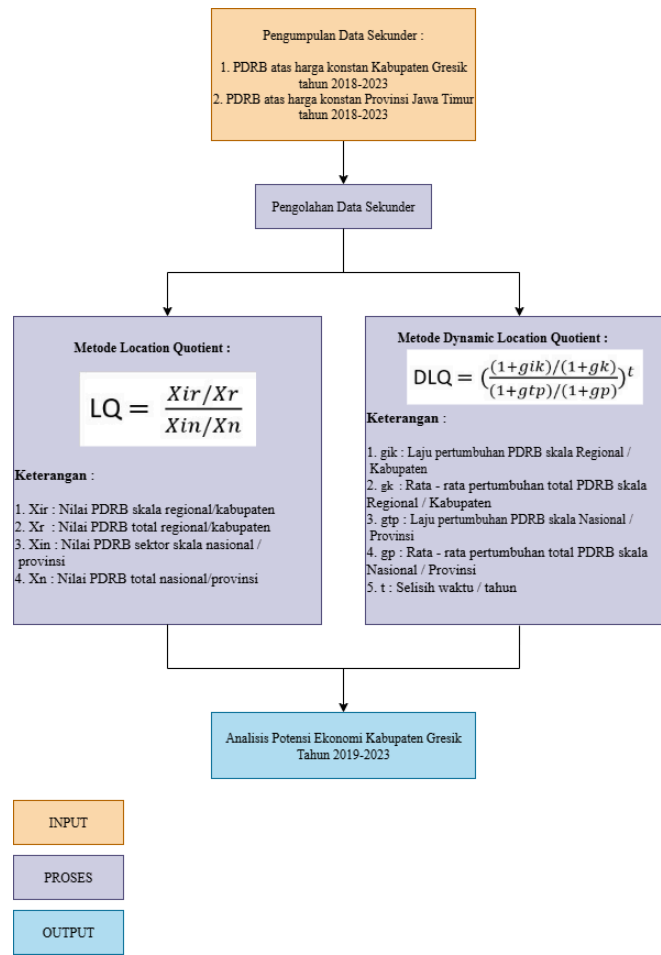 Pengumpulan Data Sekunder :
1. PDRB atas harga konstan Kabupaten Gresik
tahun 2018-2023
2. PDRB atas harga konstan Provinsi Jawa Timur
tahun 2018-2023
Pengolahan Data Sekunder
Metode Location Quotient :
LQ = \frac{Xir/Xr}{Xin/Xn}
Keterangan :
1. Xir : Nilai PDRB skala regional/kabupaten
2. Xr : Nilai PDRB total regional/kabupaten
3. Xin : Nilai PDRB sektor skala nasional /
provinsi
4. Xn : Nilai PDRB total nasional/provinsi
Metode Dynamic Location Quotient :
DLQ = (\frac{(1+gik)/(1+gk)}{(1+gtp)/(1+gp)})^t
Keterangan :
1. gik : Laju pertumbuhan PDRB skala Regional /
Kabupaten
2. gk : Rata - rata pertumbuhan total PDRB skala
Regional / Kabupaten
3. gtp : Laju pertumbuhan PDRB skala Nasional /
Provinsi
4. gp : Rata - rata pertumbuhan total PDRB skala
Nasional / Provinsi
5. t : Selisih waktu / tahun
Analisis Potensi Ekonomi Kabupaten Gresik
Tahun 2019-2023
INPUT
PROSES
OUTPUT